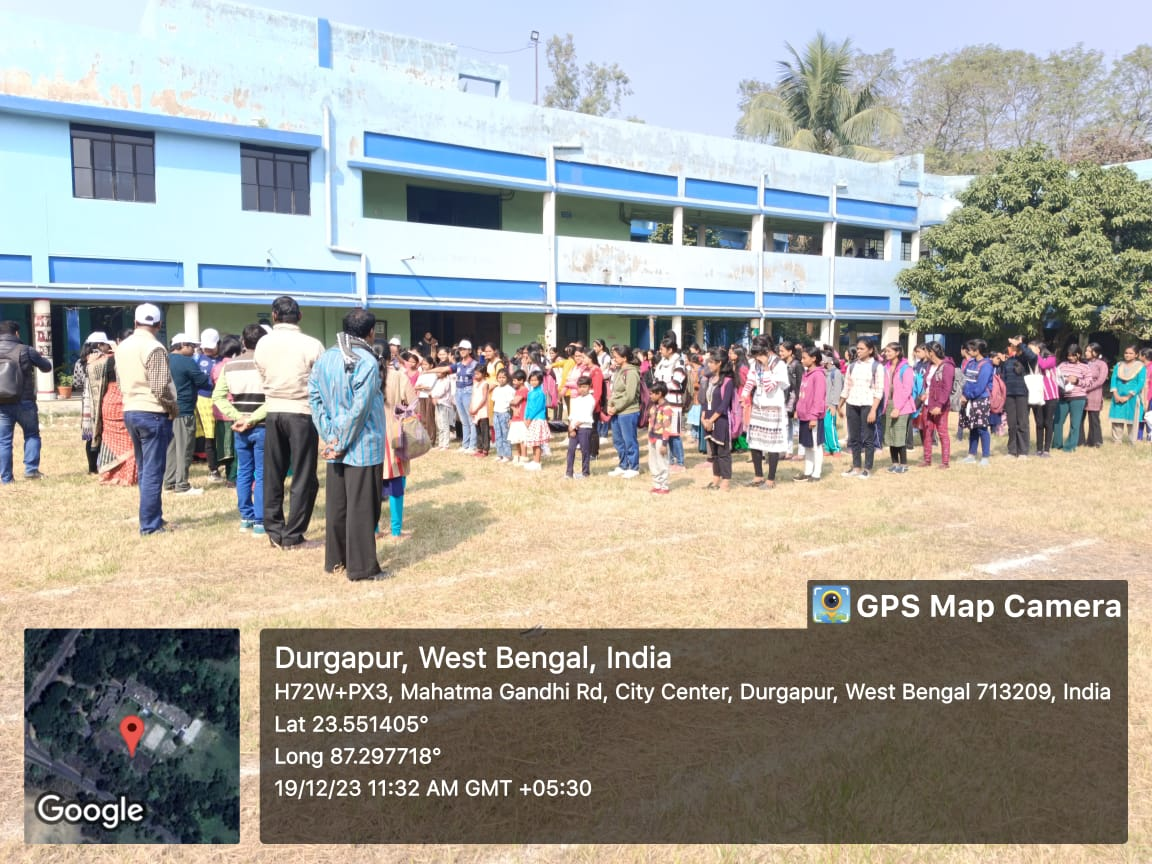 GPS Map Camera
Durgapur, West Bengal, India
H72W+PX3, Mahatma Gandhi Rd, City Center, Durgapur, West Bengal 713209, India
Lat 23.551405°
Long 87.297718°
19/12/23 11:32 AM GMT +05:30
Google